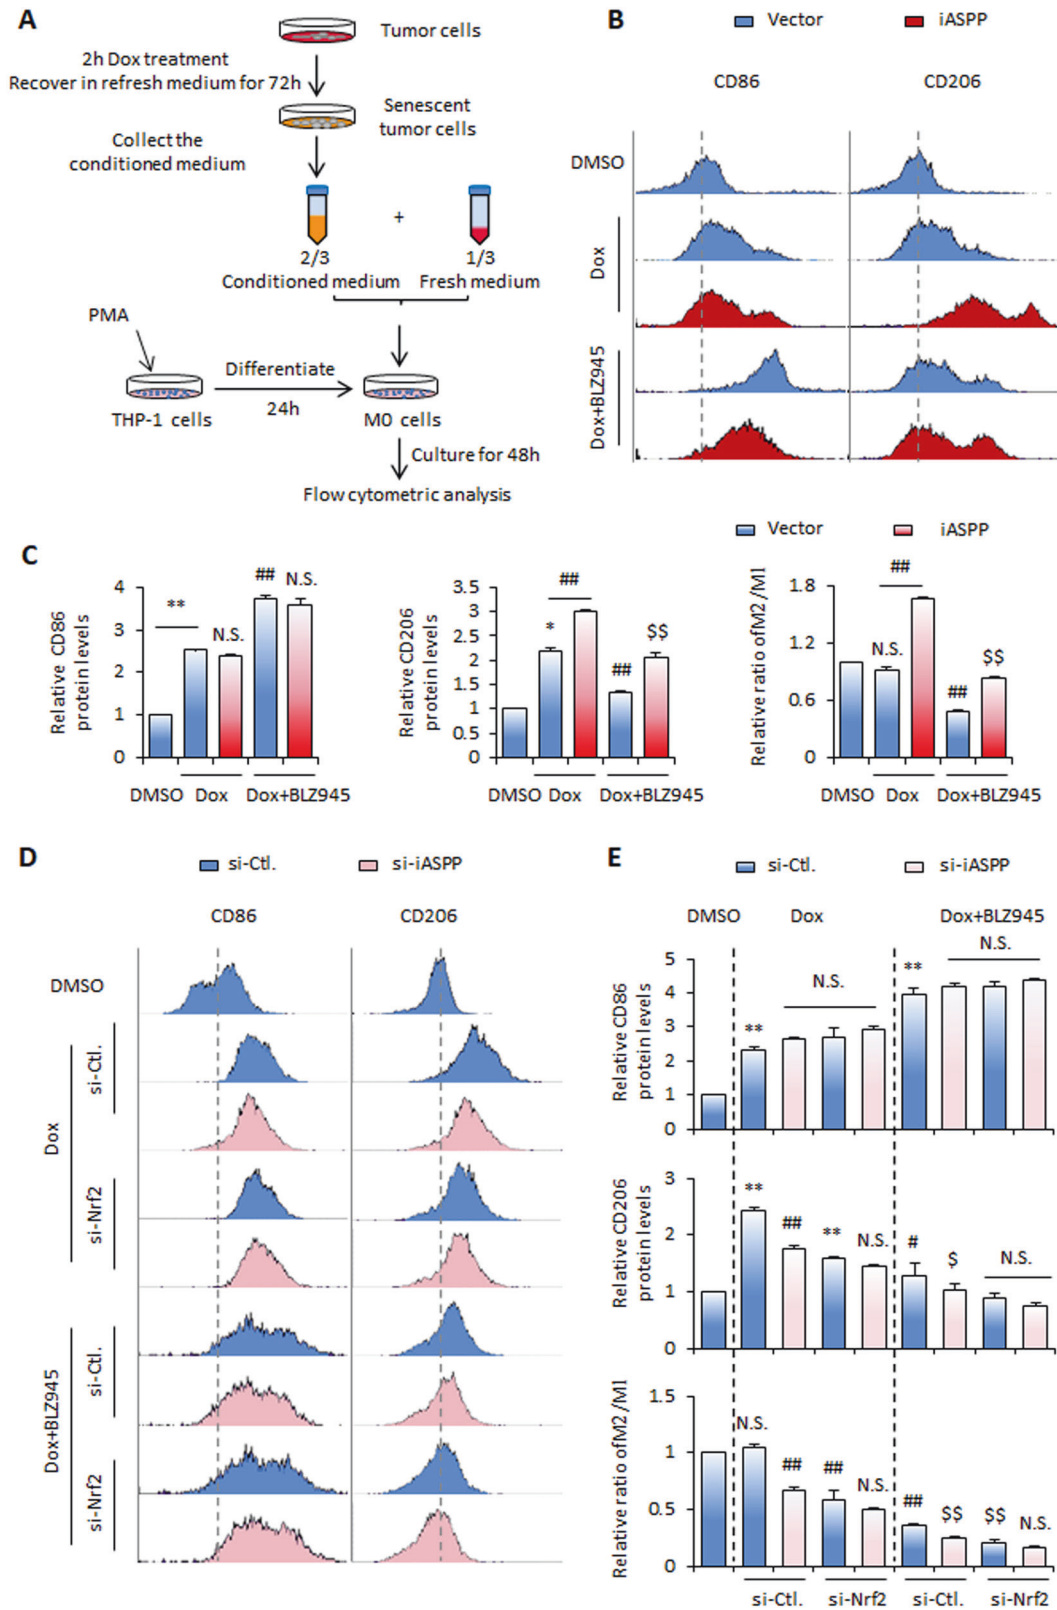 A
Tumor cells
2h Dox treatment
Recover in refresh medium for 72h
Senescent
tumor cells
Collect the
conditioned medium
+
2/3
1/3
Conditioned medium
Fresh medium
PMA
Differentiate
24h
THP-1 cells
M0 cells
Culture for 48h
Flow cytometric analysis
B
Vector
iASPP
CD86
CD206
DMSO
Dox
Dox+BLZ945
C
Vector
iASPP
Relative CD86
protein levels
4
3
2
1
0
**
N.S.
##
N.S.
DMSO
Dox
Dox+BLZ945
Relative CD206
protein levels
3.5
3
2.5
2
1.5
1
0.5
0
*
##
##
$$
DMSO
Dox
Dox+BLZ945
Relative ratio ofM2/M1
1.8
1.2
0.6
0
N.S.
##
##
$$
DMSO
Dox
Dox+BLZ945
D
si-Ctl.
si-iASPP
CD86
CD206
DMSO
Dox
si-Ctl.
si-Nrf2
Dox+BLZ945
si-Ctl.
si-Nrf2
E
si-Ctl.
si-iASPP
DMSO
Dox
Dox+BLZ945
Relative CD86
protein levels
5
4
3
2
1
0
**
N.S.
**
N.S.
Relative CD206
protein levels
3
2
1
0
**
##
**
N.S.
#
$
N.S.
Relative ratio ofM2/M1
1.5
1
0.5
0
N.S.
##
##
N.S.
##
$$
$$
N.S.
si-Ctl.
si-Nrf2
si-Ctl.
si-Nrf2